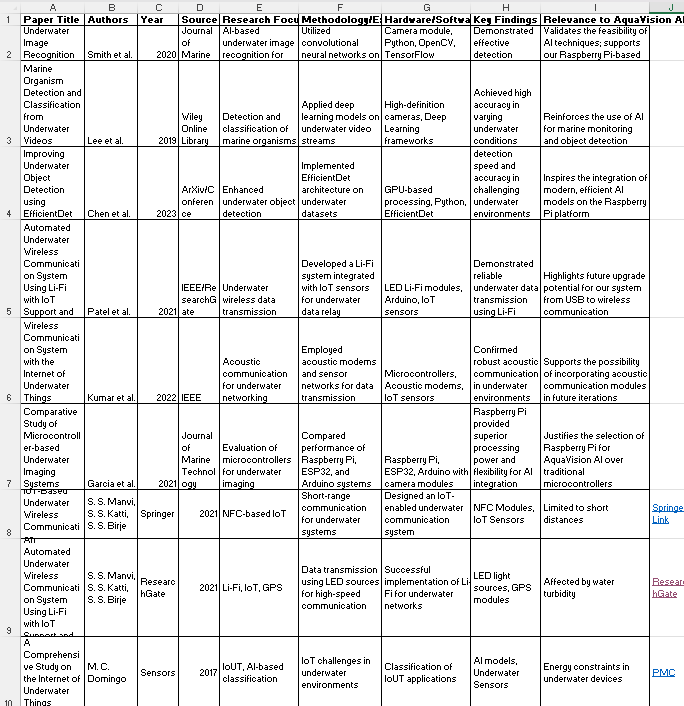 A B C D E F G H I J
1 Paper Title Authors Year Source Research Focu Methodology/E Hardware/Softwa Key Findings Relevance to AquaVision AI
2
Underwater
Image
Recognition
Smith et al.
2020
Journal
of
Marine
AI-based
underwater image
recognition for
Utilized
convolutional
neural networks on
Camera module,
Python, OpenCV,
TensorFlow
Demonstrated
effective
detection
Validates the feasibility of
AI techniques; supports
our Raspberry Pi-based
3
Marine
Organism
Detection and
Classification
from
Underwater
Videos
Lee et al.
2019
Wiley
Online
Library
Detection and
classification of
marine organisms
Applied deep
learning models on
underwater video
streams
High-definition
cameras, Deep
Learning
frameworks
Achieved high
accuracy in
varying
underwater
conditions
Reinforces the use of AI
for marine monitoring
and object detection
4
Improving
Underwater
Object
Detection
using
EfficientDet
Chen et al.
2023
ArXiv/C
onferen
ce
Enhanced
underwater object
detection
Implemented
EfficientDet
architecture on
underwater
datasets
GPU-based
processing, Python,
EfficientDet
detection
speed and
accuracy in
challenging
underwater
environments
Inspires the integration of
modern, efficient AI
models on the Raspberry
Pi platform
5
Automated
Underwater
Wireless
Communicati
on System
Using Li-Fi
with IoT
Support and
Patel et al.
2021
IEEE/Re
searchG
ate
Underwater
wireless data
transmission
Developed a Li-Fi
system integrated
with IoT sensors for
underwater
data relay
LED Li-Fi modules,
Arduino, IoT
sensors
Demonstrated
reliable
underwater data
transmission
using Li-Fi
Highlights future upgrade
potential for our system
from USB to wireless
communication
6
Wireless
Communicati
on System
with the
Internet of
Underwater
Things
Kumar et al.
2022
IEEE
Acoustic
communication
for underwater
networking
Employed
acoustic modems
and sensor
networks for data
transmission
Microcontrollers,
Acoustic modems,
IoT sensors
Confirmed
robust acoustic
communication
in underwater
environments
Supports the possibility
of incorporating acoustic
communication modules
in future iterations
7
Comparative
Study of
Microcontroll
er-based
Underwater
Imaging
Systems
Garcia et al.
2021
Journal
of
Marine
Technol
ogy
Evaluation of
microcontrollers
for underwater
imaging
Compared
performance of
Raspberry Pi,
ESP32, and
Arduino systems
Raspberry Pi,
ESP32, Arduino with
camera modules
Raspberry Pi
provided
superior
processing
power and
flexibility for AI
integration
Justifies the selection of
Raspberry Pi for
AquaVision AI over
traditional
microcontrollers
8
IoT-Based
Underwater
Wireless
Communicati
S. S. Manvi,
S. S. Katti,
S. S. Birje
Springer
2021
NFC-based IoT
Short-range
communication
for underwater
systems
Designed an IoT-
enabled underwater
communication
system
NFC Modules,
IoT Sensors
Limited to short
distances
Springe
Link
9
An
Automated
Underwater
Wireless
Communicati
on System
Using Li-Fi
with IoT
Support and
S. S. Manvi,
S. S. Katti,
S. S. Birje
Researc
hGate
2021
Li-Fi, IoT, GPS
Data transmission
using LED sources
for high-speed
communication
Successful
implementation of Li-
Fi for underwater
networks
LED light
sources, GPS
modules
Affected by water
turbidity
Researc
hGate
10
A
Comprehensi
ve Study on
the Internet of
Underwater
Things
M. C.
Domingo
Sensors
2017
IoUT, AI-based
classification
IoT challenges in
underwater
environments
Classification of
IoUT applications
AI models,
Underwater
Sensors
Energy constraints in
underwater devices
PMC